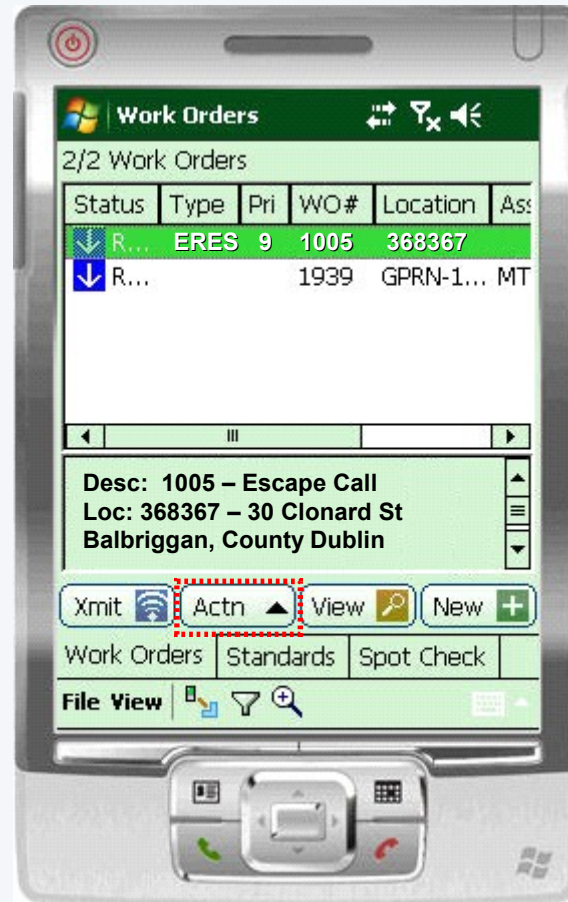 Work Orders
2/2 Work Orders
Status Type Pri WO# Location Ass
R... ERES 9 1005 368367
R... 1939 GPRN-1... MT
Desc: 1005 – Escape Call
Loc: 368367 – 30 Clonard St
Balbriggan, County Dublin
Xmit Actn View New
Work Orders Standards Spot Check
File View